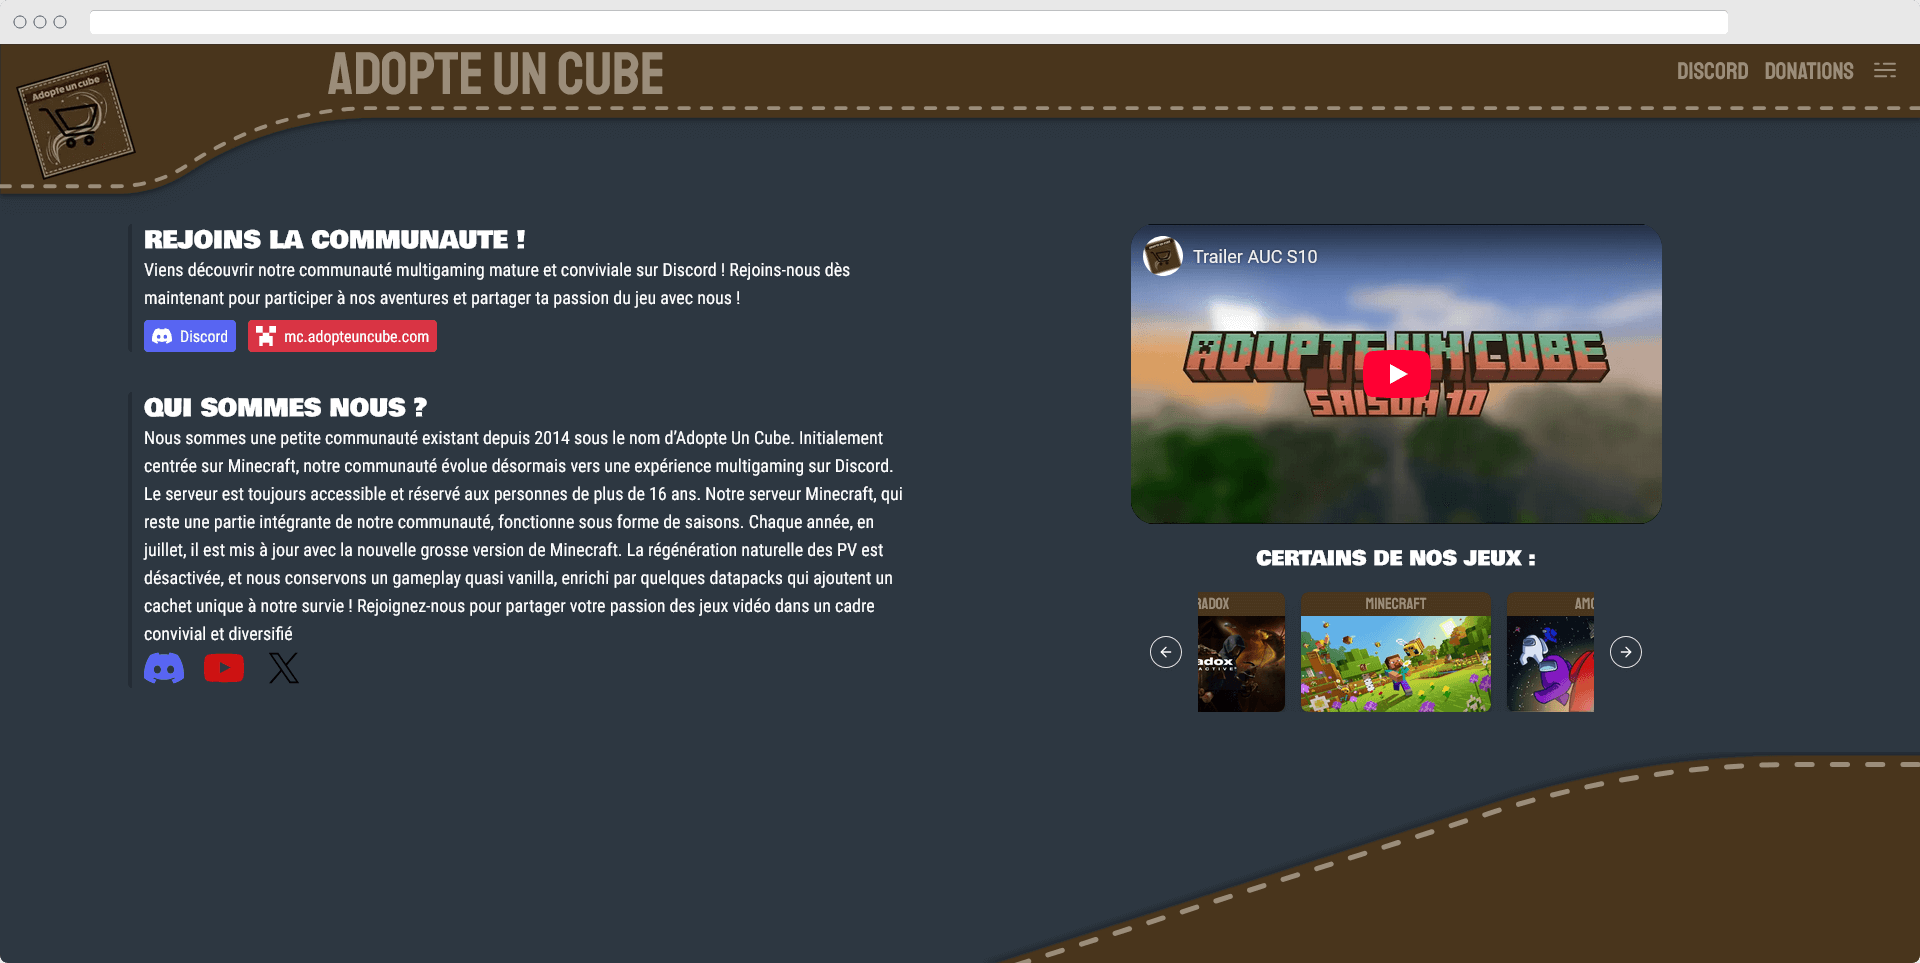 ADOPTE UN CUBE
DISCORD DONATIONS
Adopte un cube
REJOINS LA COMMUNAUTE !
Viens découvrir notre communauté multigaming mature et conviviale sur Discord ! Rejoins-nous dès
maintenant pour participer à nos aventures et partager ta passion du jeu avec nous !
Discord
mc.adopteuncube.com
QUI SOMMES NOUS ?
Nous sommes une petite communauté existant depuis 2014 sous le nom d’Adopte Un Cube. Initialement
centrée sur Minecraft, notre communauté évolue désormais vers une expérience multigaming sur Discord.
Le serveur est toujours accessible et réservé aux personnes de plus de 16 ans. Notre serveur Minecraft, qui
reste une partie intégrante de notre communauté, fonctionne sous forme de saisons. Chaque année, en
juillet, il est mis à jour avec la nouvelle grosse version de Minecraft. La régénération naturelle des PV est
désactivée, et nous conservons un gameplay quasi vanilla, enrichi par quelques datapacks qui ajoutent un
cachet unique à notre survie ! Rejoignez-nous pour partager votre passion des jeux vidéo dans un cadre
convivial et diversifié
Trailer AUC S10
ADOPTE UN CUBE
SAISON 10
CERTAINS DE NOS JEUX :
RADOX
MINECRAFT
AMO
adox
ACTIVE